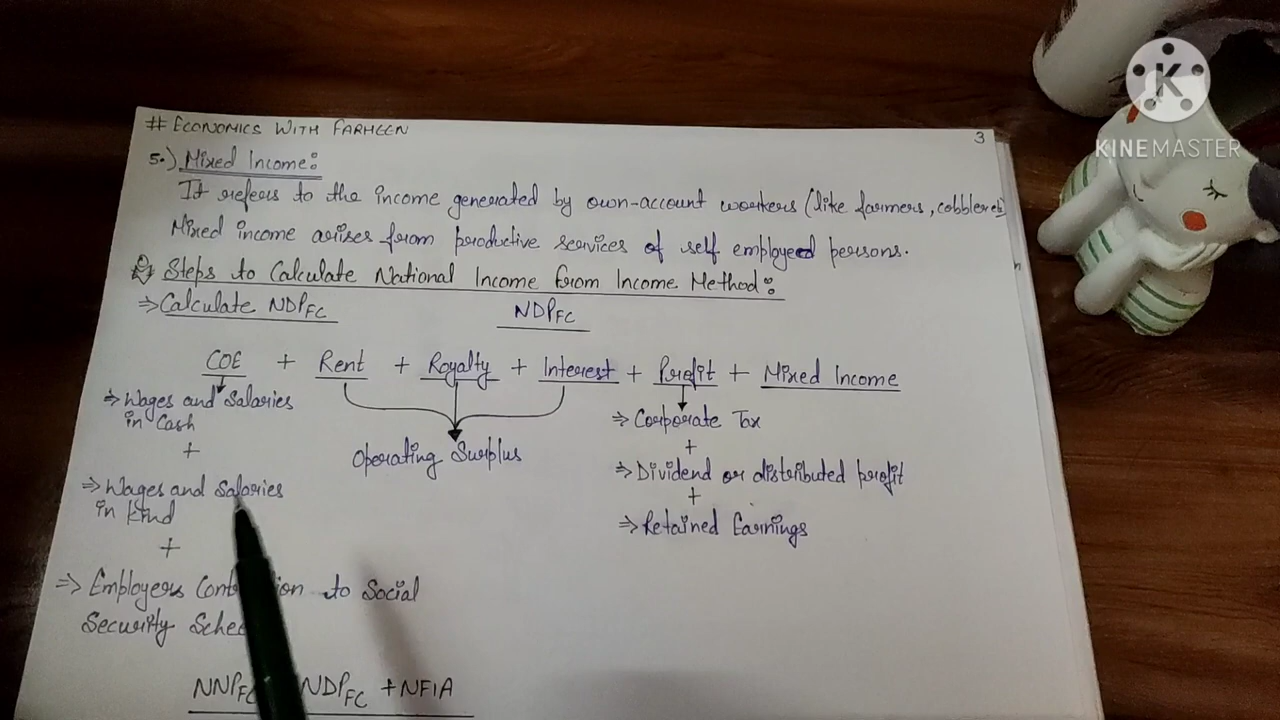 # ECONOMICS WITH FARHEEN
3
5.) Mixed Income:
It refers to the income generated by own-account workers (like farmers, cobbler etc)
Mixed income arises from productive services of self employeed persons.
Steps to Calculate National Income from Income Method:
⇒ Calculate NDPFC
NDPFC
COE + Rent + Royalty + Interest + Profit + Mixed Income
⇒ Wages and Salaries
in Cash
+
⇒ Wages and Salaries
in kind
+
⇒ Employers to Social
Security
Operating Surplus
⇒ Corporate Tax
+
⇒ Dividend or distributed profit
+
⇒ Retained Earnings
NNPFC NDPFC + NFIA
K
KINEMASTER